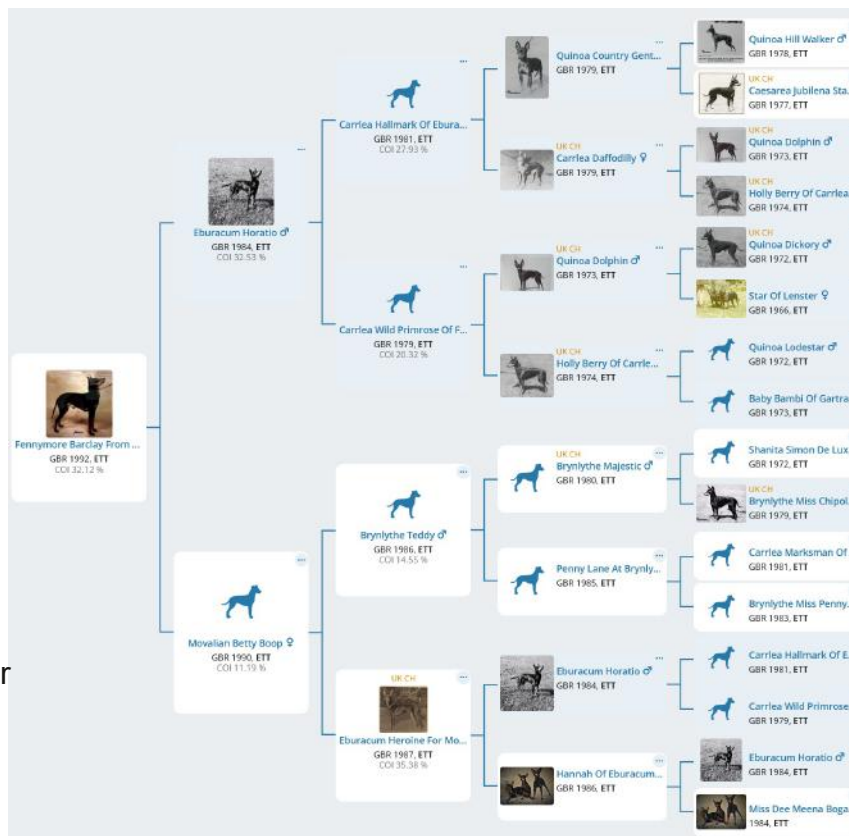 Fennymore Barclay From ...
GBR 1992, ETT
COI 32.12 %
Eburacum Horatio ♂
GBR 1984, ETT
COI 32.53 %
Movalian Betty Boop ♀
GBR 1990, ETT
COI 11.19 %
r
Carrlea Hallmark Of Ebura...
GBR 1981, ETT
COI 27.93 %
Carrlea Wild Primrose Of F...
GBR 1979, ETT
COI 20.32 %
Brynlythe Teddy ♂
GBR 1986, ETT
COI 14.55 %
UK CH
Eburacum Heroine For Mo...
GBR 1987, ETT
COI 35.38 %
Quinoa Country Gent...
GBR 1979, ETT
UK CH
Carrlea Daffodilly ♀
GBR 1979, ETT
UK CH
Quinoa Dolphin ♂
GBR 1973, ETT
UK CH
Holly Berry Of Carrle...
GBR 1974, ETT
UK CH
Brynlythe Majestic ♂
GBR 1980, ETT
Penny Lane At Brynly...
GBR 1985, ETT
Eburacum Horatio ♂
GBR 1984, ETT
Hannah Of Eburacum...
GBR 1986, ETT
Quinoa Hill Walker ♂
GBR 1978, ETT
UK CH
Caesarea Jubilena Sta.
GBR 1977, ETT
UK CH
Quinoa Dolphin ♂
GBR 1973, ETT
UK CH
Holly Berry Of Carrlea
GBR 1974, ETT
UK CH
Quinoa Dickory ♂
GBR 1972, ETT
Star Of Lenster ♀
GBR 1966, ETT
Quinoa Lodestar ♂
GBR 1972, ETT
Baby Bambi Of Gartra
GBR 1973, ETT
Shanita Simon De Lux
GBR 1972, ETT
UK CH
Brynlythe Miss Chipol.
GBR 1979, ETT
Carrlea Marksman Of
GBR 1981, ETT
Brynlythe Miss Penny.
GBR 1983, ETT
Carrlea Hallmark Of E.
GBR 1981, ETT
Carrlea Wild Primrose
GBR 1979, ETT
Eburacum Horatio ♂
GBR 1984, ETT
Miss Dee Meena Boga
1984, ETT